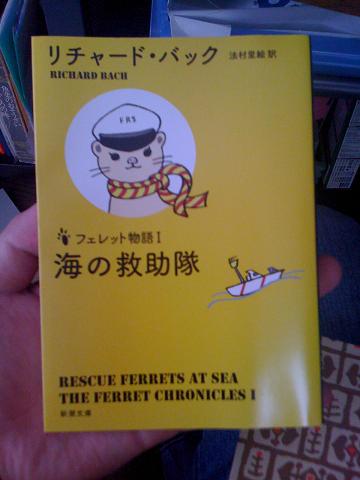 リチャード・バック 法村里絵 訳
RICHARD BACH
FRS
フェレット物語 I
海の救助隊
RESCUE FERRETS AT SEA
THE FERRET CHRONICLES I
新潮文庫